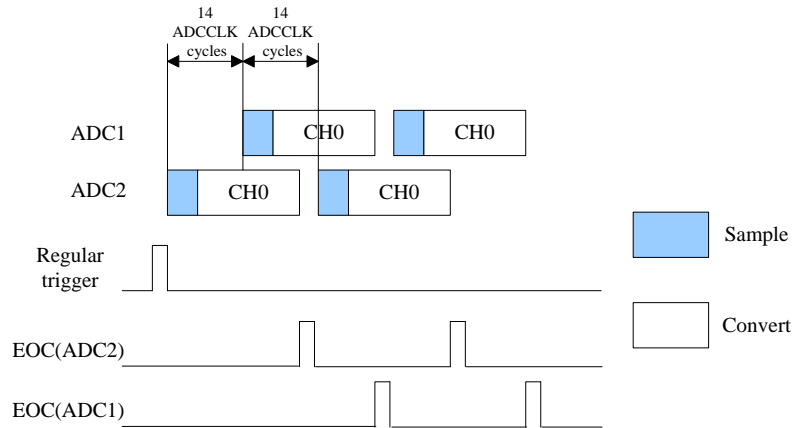 14
ADCCLK
cycles
14
ADCCLK
cycles
ADC1
CH0
CH0
ADC2
CH0
CH0
Regular
trigger
EOC(ADC2)
EOC(ADC1)
Sample
Convert